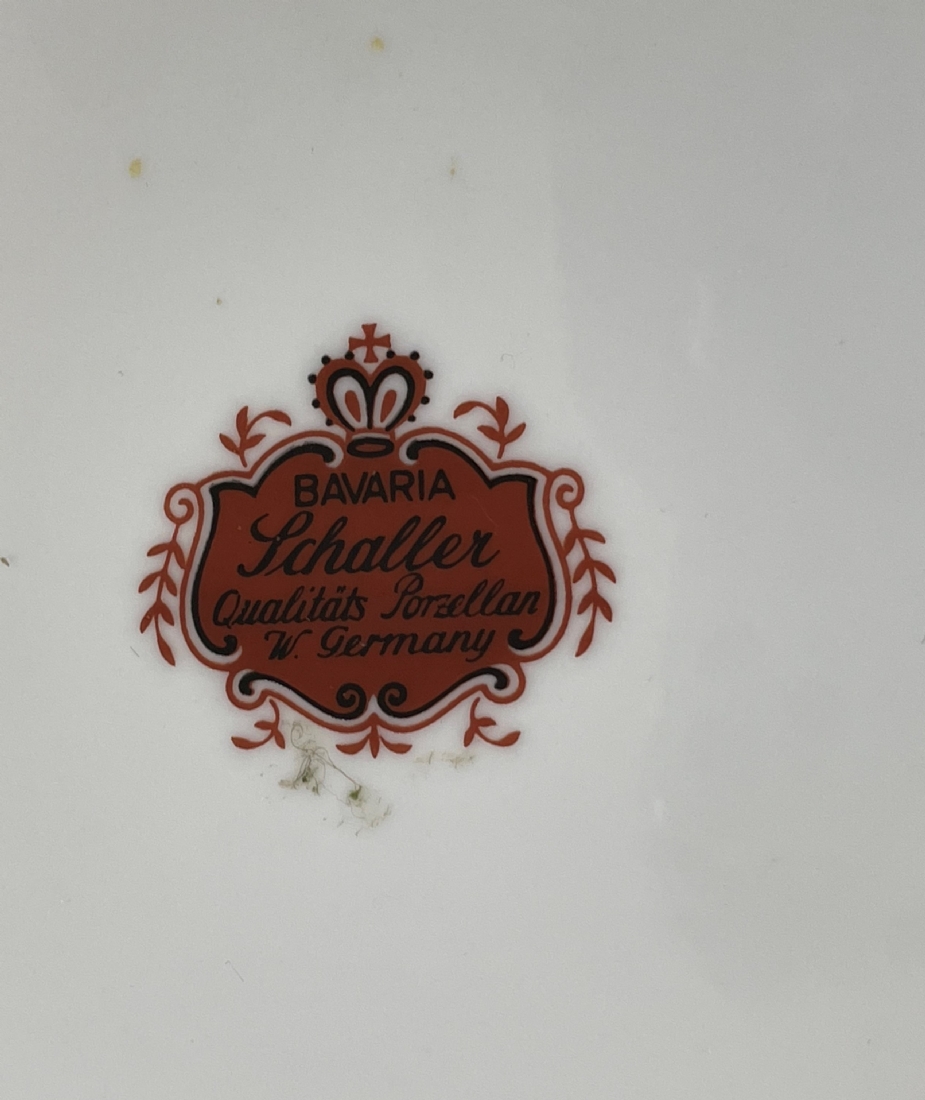 BAVARIA
Schaller
Qualitäts Porzellan
W. Germany